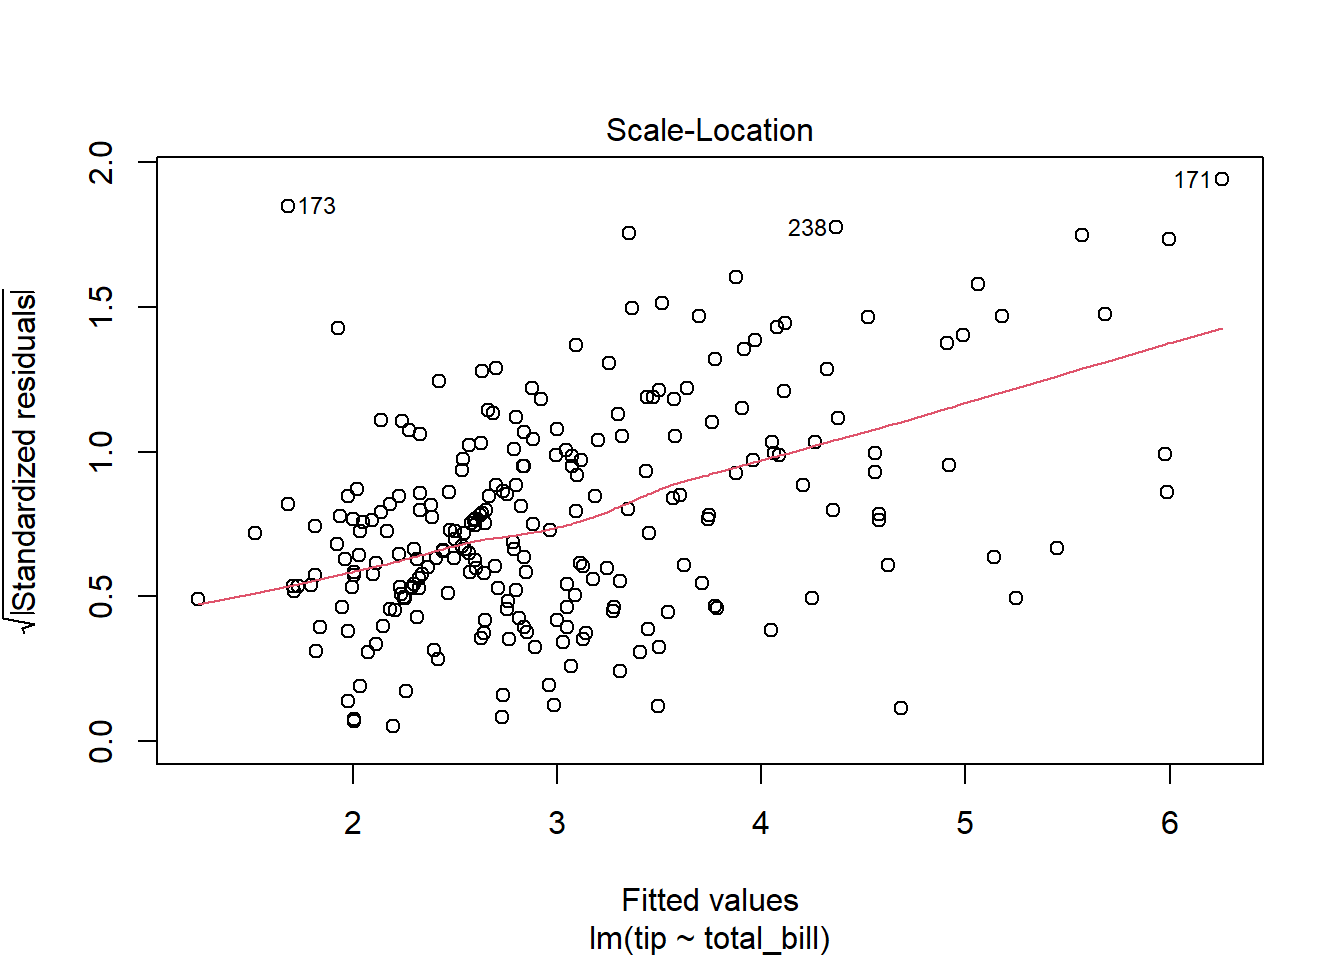 Scale-Location
√|Standardized residuals|
2.0
1.5
1.0
0.5
0.0
173
238
171
2 3 4 5 6
Fitted values
lm(tip ~ total_bill)